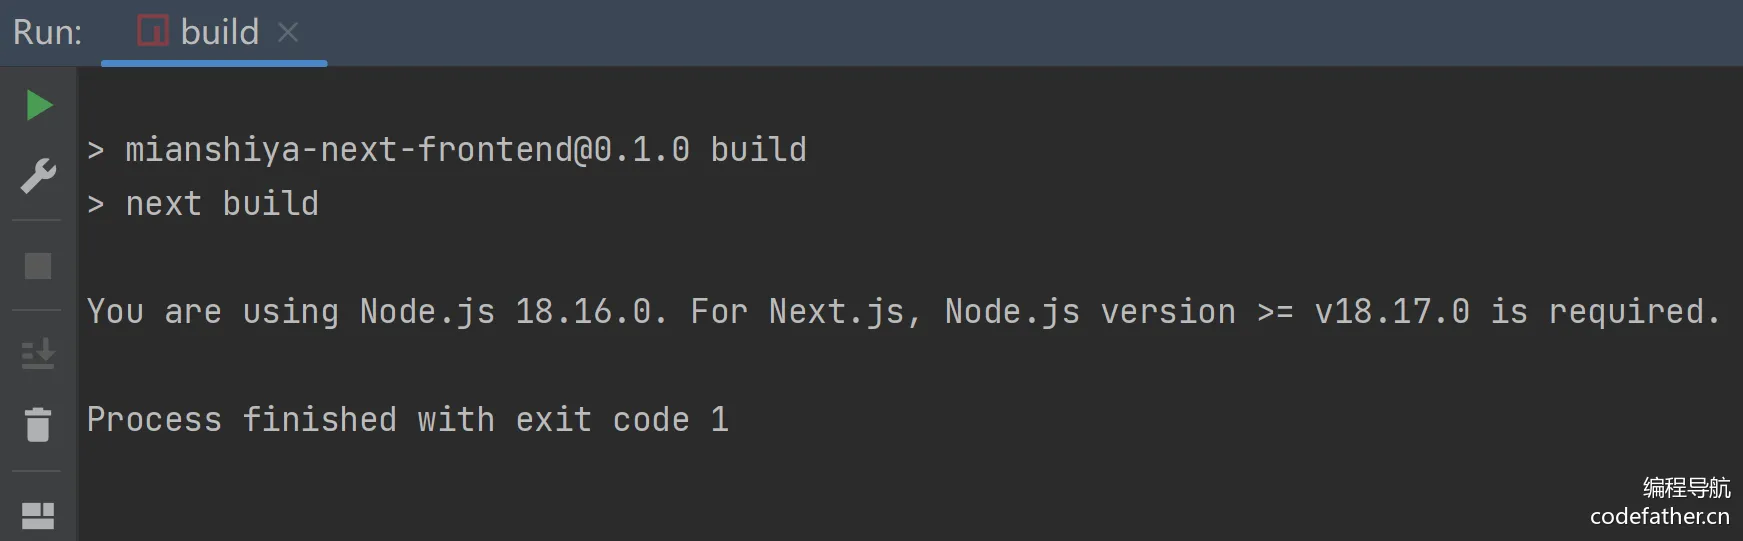 Run: build
> mianshiya-next-frontend@0.1.0 build
> next build
You are using Node.js 18.16.0. For Next.js, Node.js version >= v18.17.0 is required.
Process finished with exit code 1
编程导航
codefather.cn